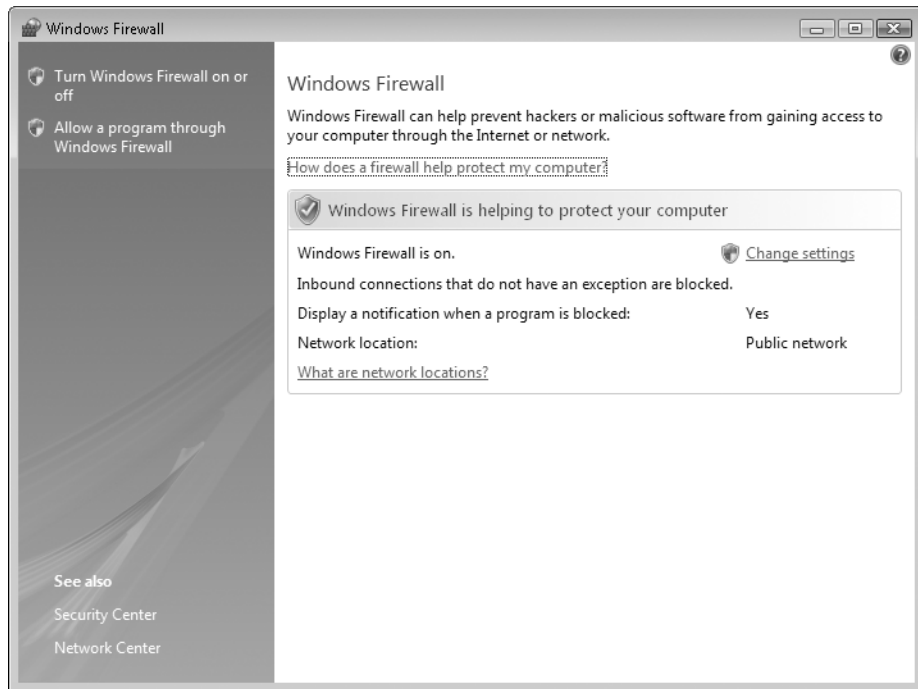 Windows Firewall
Turn Windows Firewall on or
off
Allow a program through
Windows Firewall
See also
Security Center
Network Center
Windows Firewall
Windows Firewall can help prevent hackers or malicious software from gaining access to
your computer through the Internet or network.
How does a firewall help protect my computer?
Windows Firewall is helping to protect your computer
Windows Firewall is on.
Change settings
Inbound connections that do not have an exception are blocked.
Display a notification when a program is blocked: Yes
Network location: Public network
What are network locations?